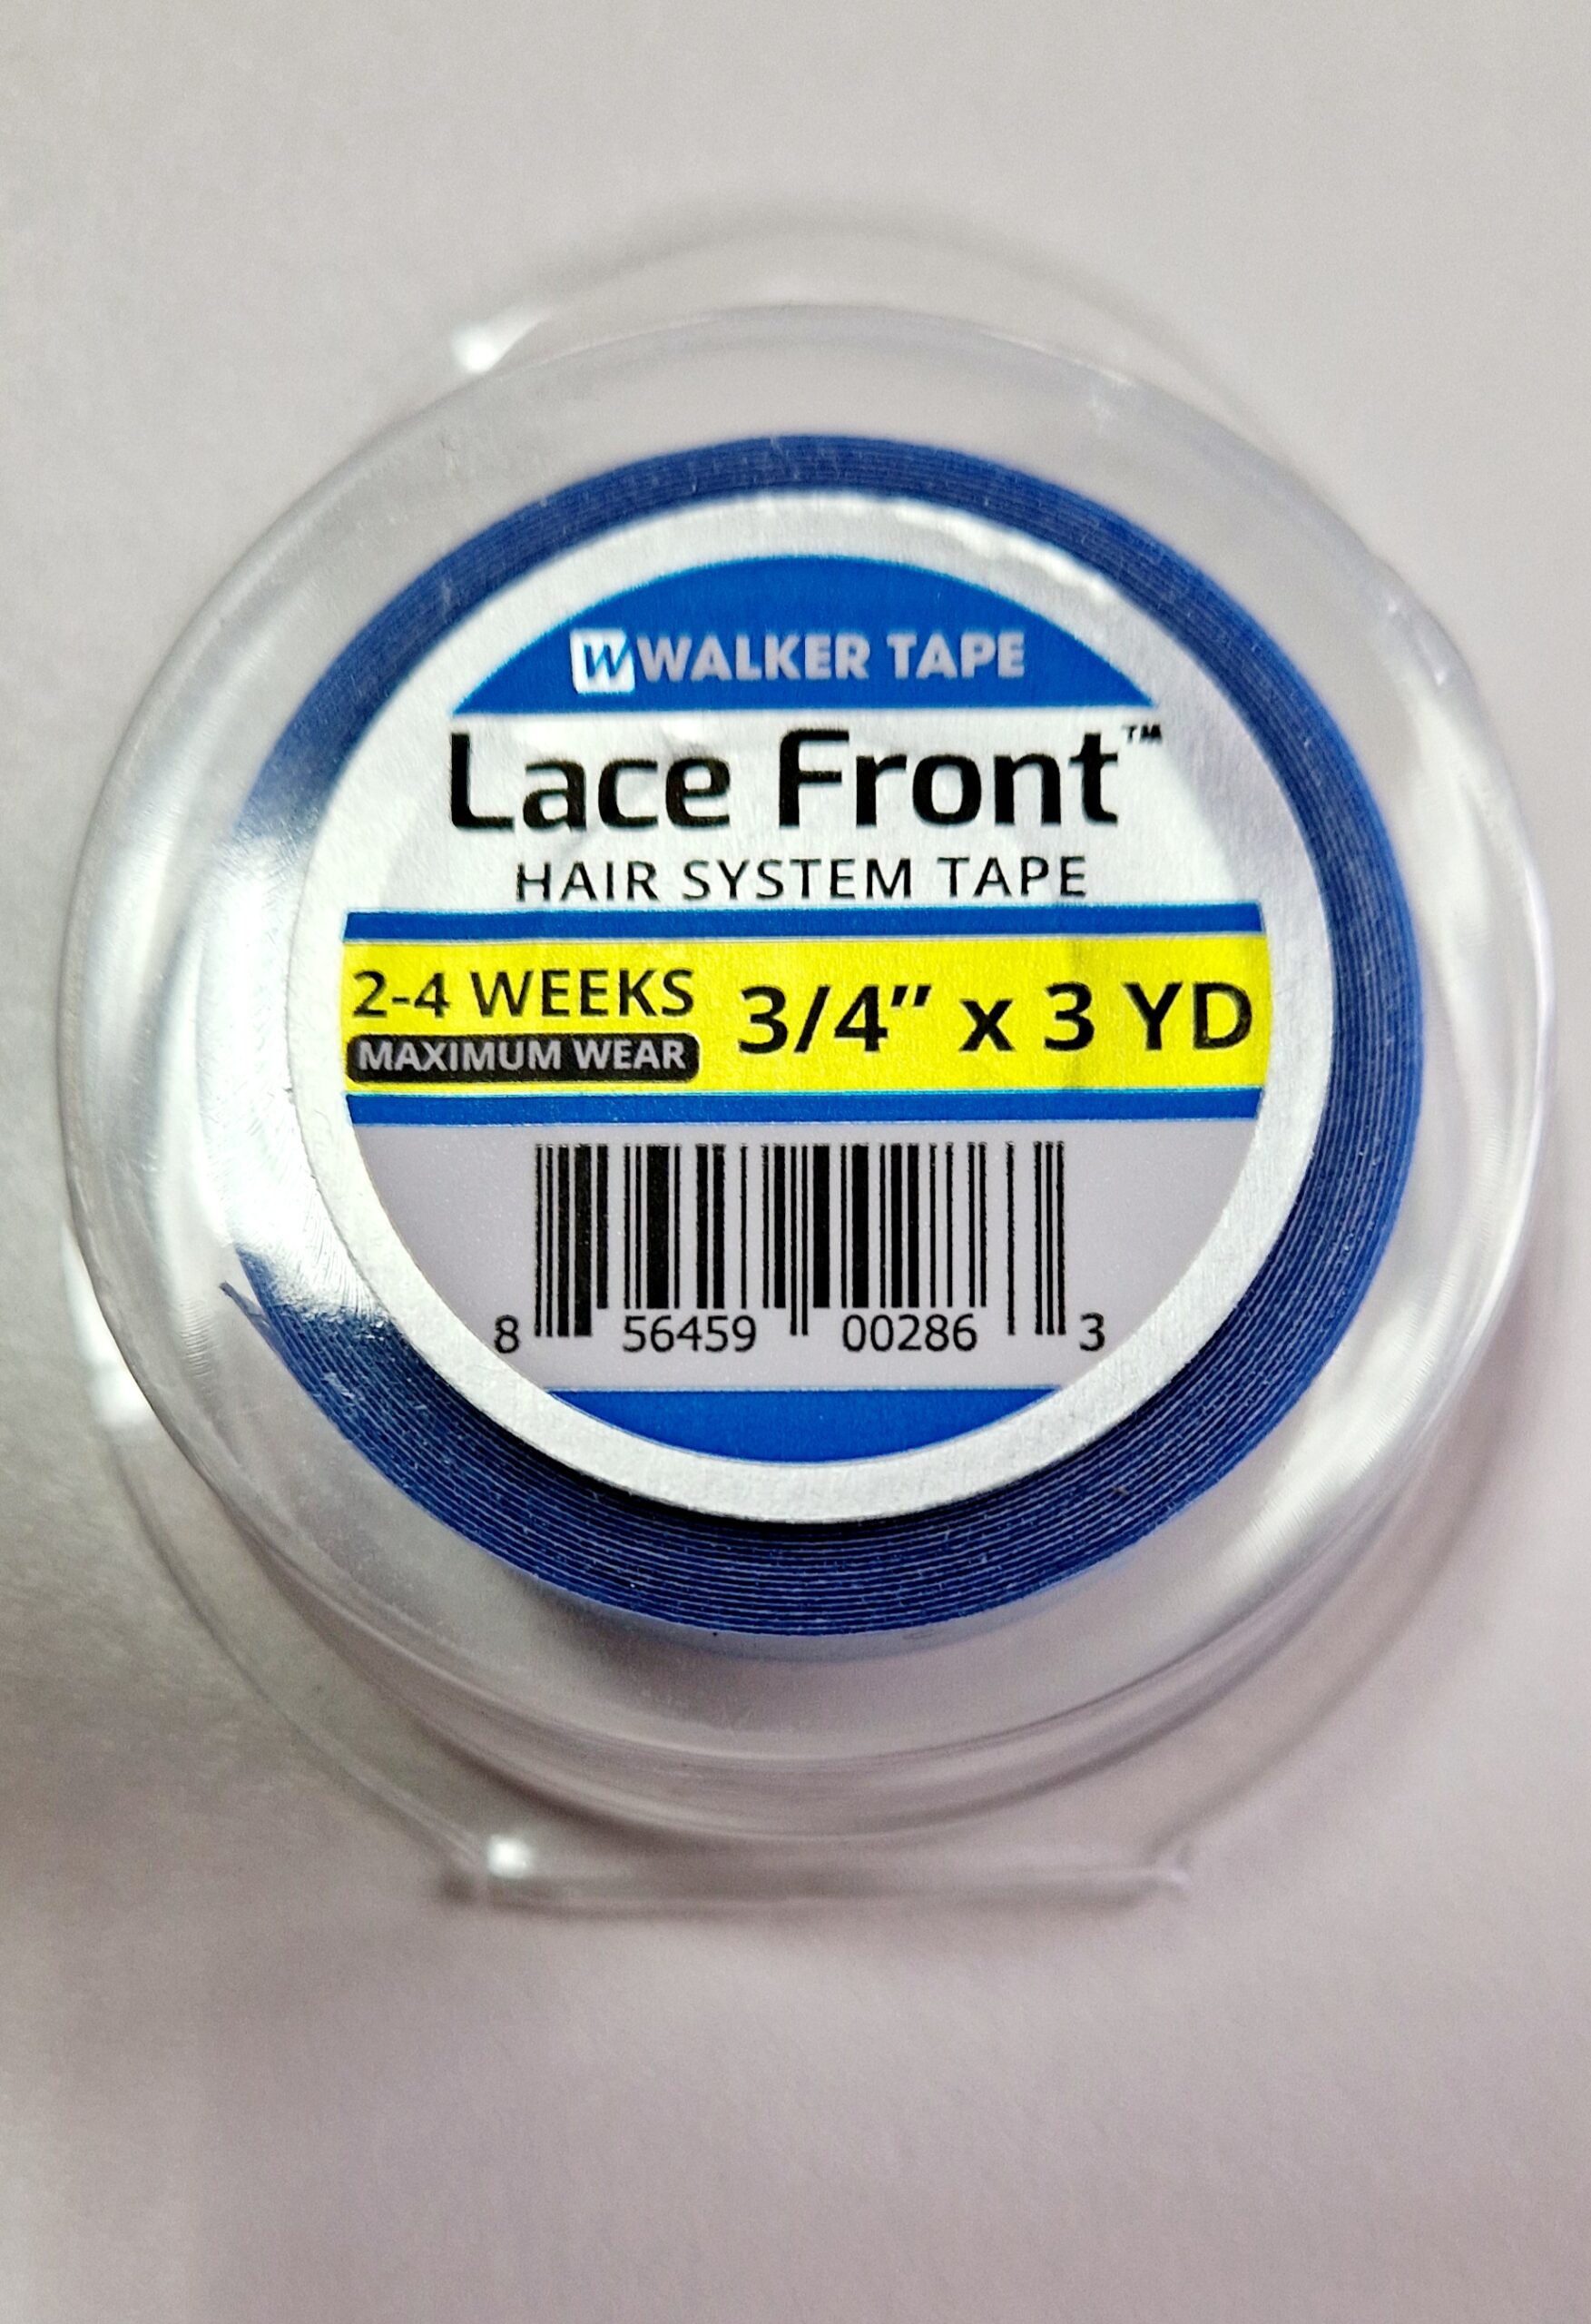 W WALKER TAPE
Lace Front™
HAIR SYSTEM TAPE
2-4 WEEKS
MAXIMUM WEAR
3/4" x 3 YD
8 56459 00286 3